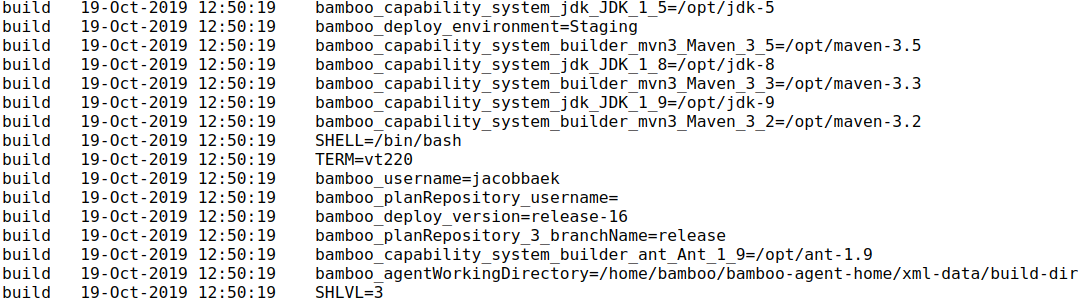 build   19-Oct-2019 12:50:19    bamboo_capability_system_jdk_JDK_1_5=/opt/jdk-5
build   19-Oct-2019 12:50:19    bamboo_deploy_environment=Staging
build   19-Oct-2019 12:50:19    bamboo_capability_system_builder_mvn3_Maven_3_5=/opt/maven-3.5
build   19-Oct-2019 12:50:19    bamboo_capability_system_jdk_JDK_1_8=/opt/jdk-8
build   19-Oct-2019 12:50:19    bamboo_capability_system_builder_mvn3_Maven_3_3=/opt/maven-3.3
build   19-Oct-2019 12:50:19    bamboo_capability_system_jdk_JDK_1_9=/opt/jdk-9
build   19-Oct-2019 12:50:19    bamboo_capability_system_builder_mvn3_Maven_3_2=/opt/maven-3.2
build   19-Oct-2019 12:50:19    SHELL=/bin/bash
build   19-Oct-2019 12:50:19    TERM=vt220
build   19-Oct-2019 12:50:19    bamboo_username=jacobbaek
build   19-Oct-2019 12:50:19    bamboo_planRepository_username=
build   19-Oct-2019 12:50:19    bamboo_deploy_version=release-16
build   19-Oct-2019 12:50:19    bamboo_planRepository_3_branchName=release
build   19-Oct-2019 12:50:19    bamboo_capability_system_builder_ant_Ant_1_9=/opt/ant-1.9
build   19-Oct-2019 12:50:19    bamboo_agentWorkingDirectory=/home/bamboo/bamboo-agent-home/xml-data/build-dir
build   19-Oct-2019 12:50:19    SHLVL=3